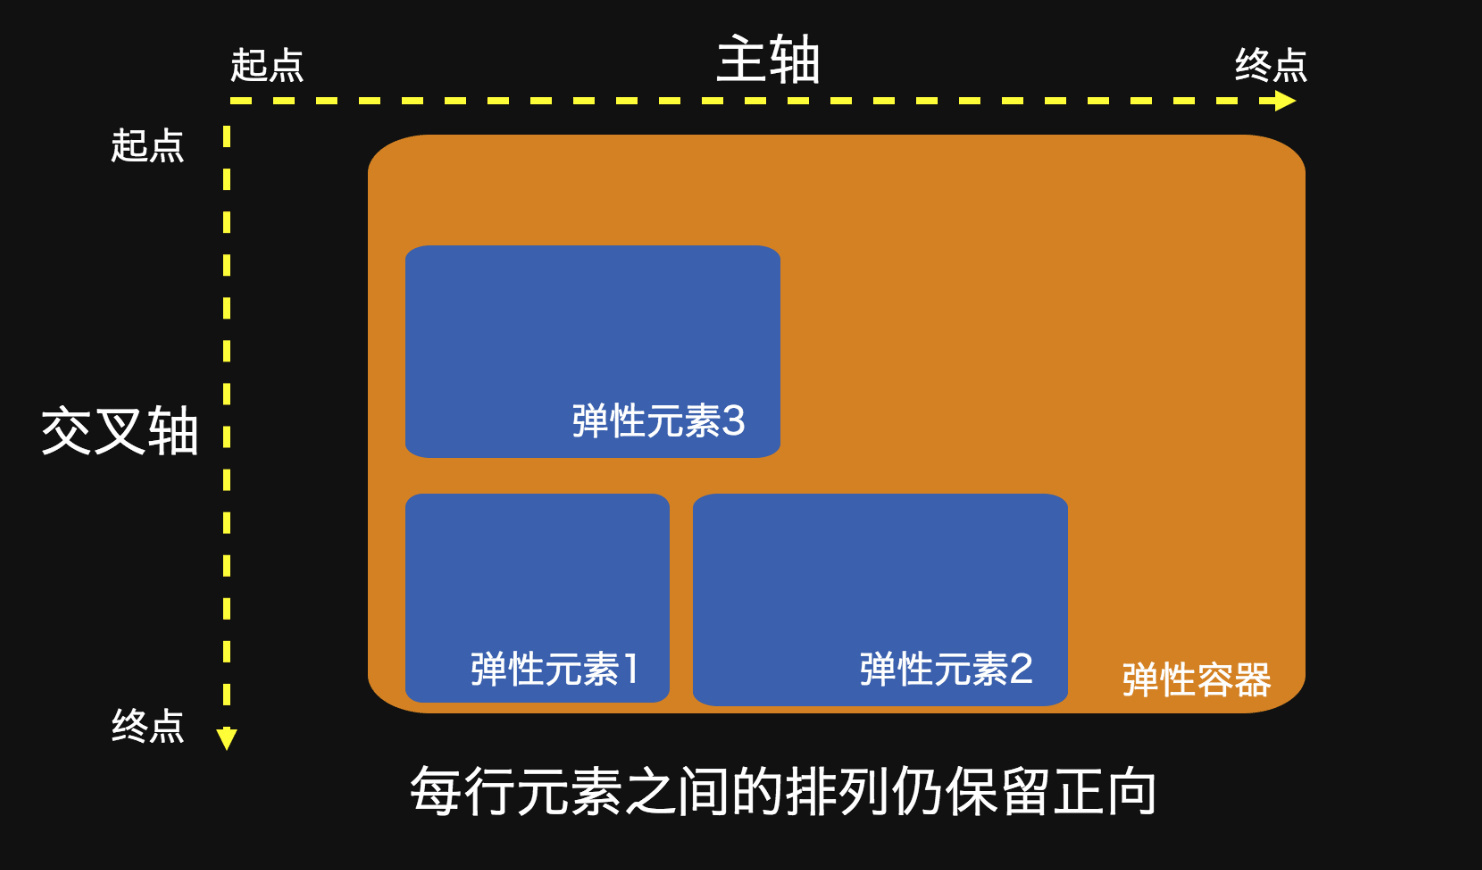 主轴
起点
终点
起点
交叉轴
终点
弹性元素3
弹性元素1
弹性元素2
弹性容器
每行元素之间的排列仍保留正向